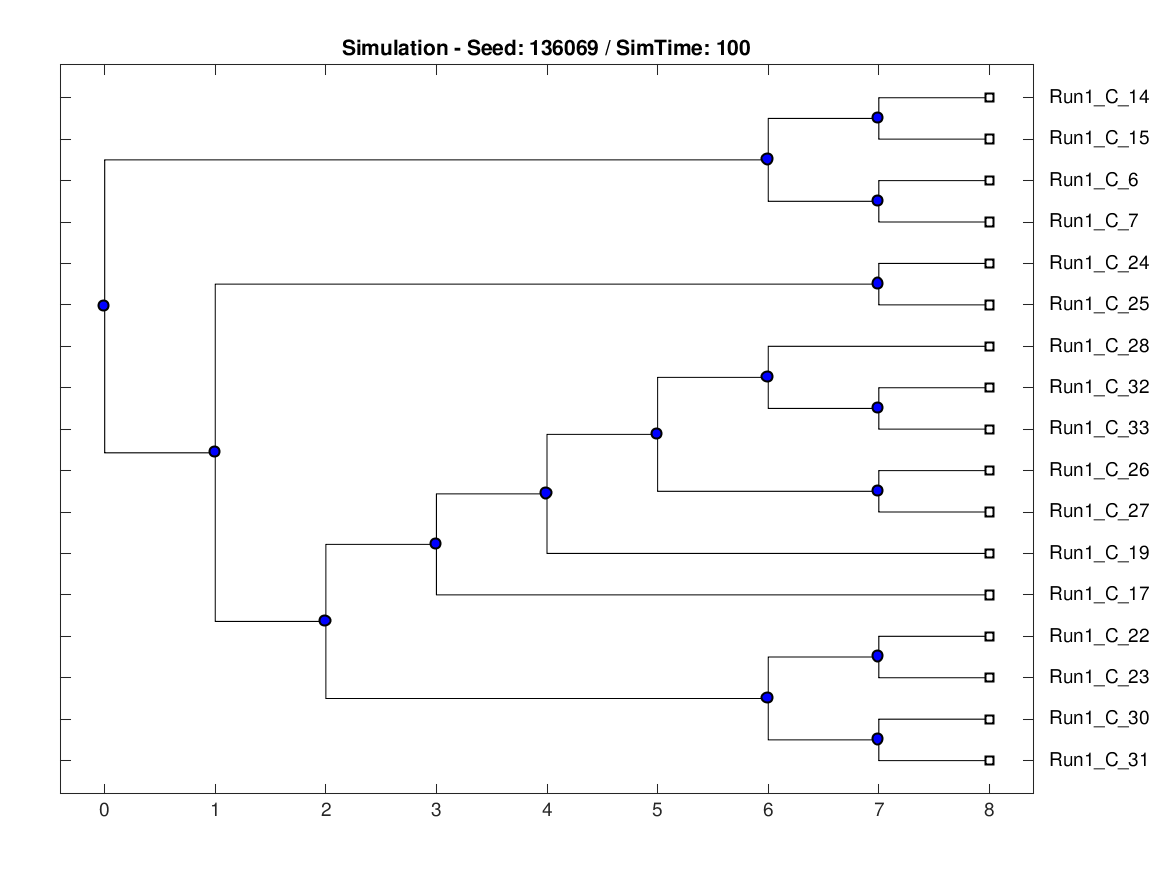 Simulation - Seed: 136069 / SimTime: 100
Run1_C_14
Run1_C_15
Run1_C_6
Run1_C_7
Run1_C_24
Run1_C_25
Run1_C_28
Run1_C_32
Run1_C_33
Run1_C_26
Run1_C_27
Run1_C_19
Run1_C_17
Run1_C_22
Run1_C_23
Run1_C_30
Run1_C_31
0 1 2 3 4 5 6 7 8